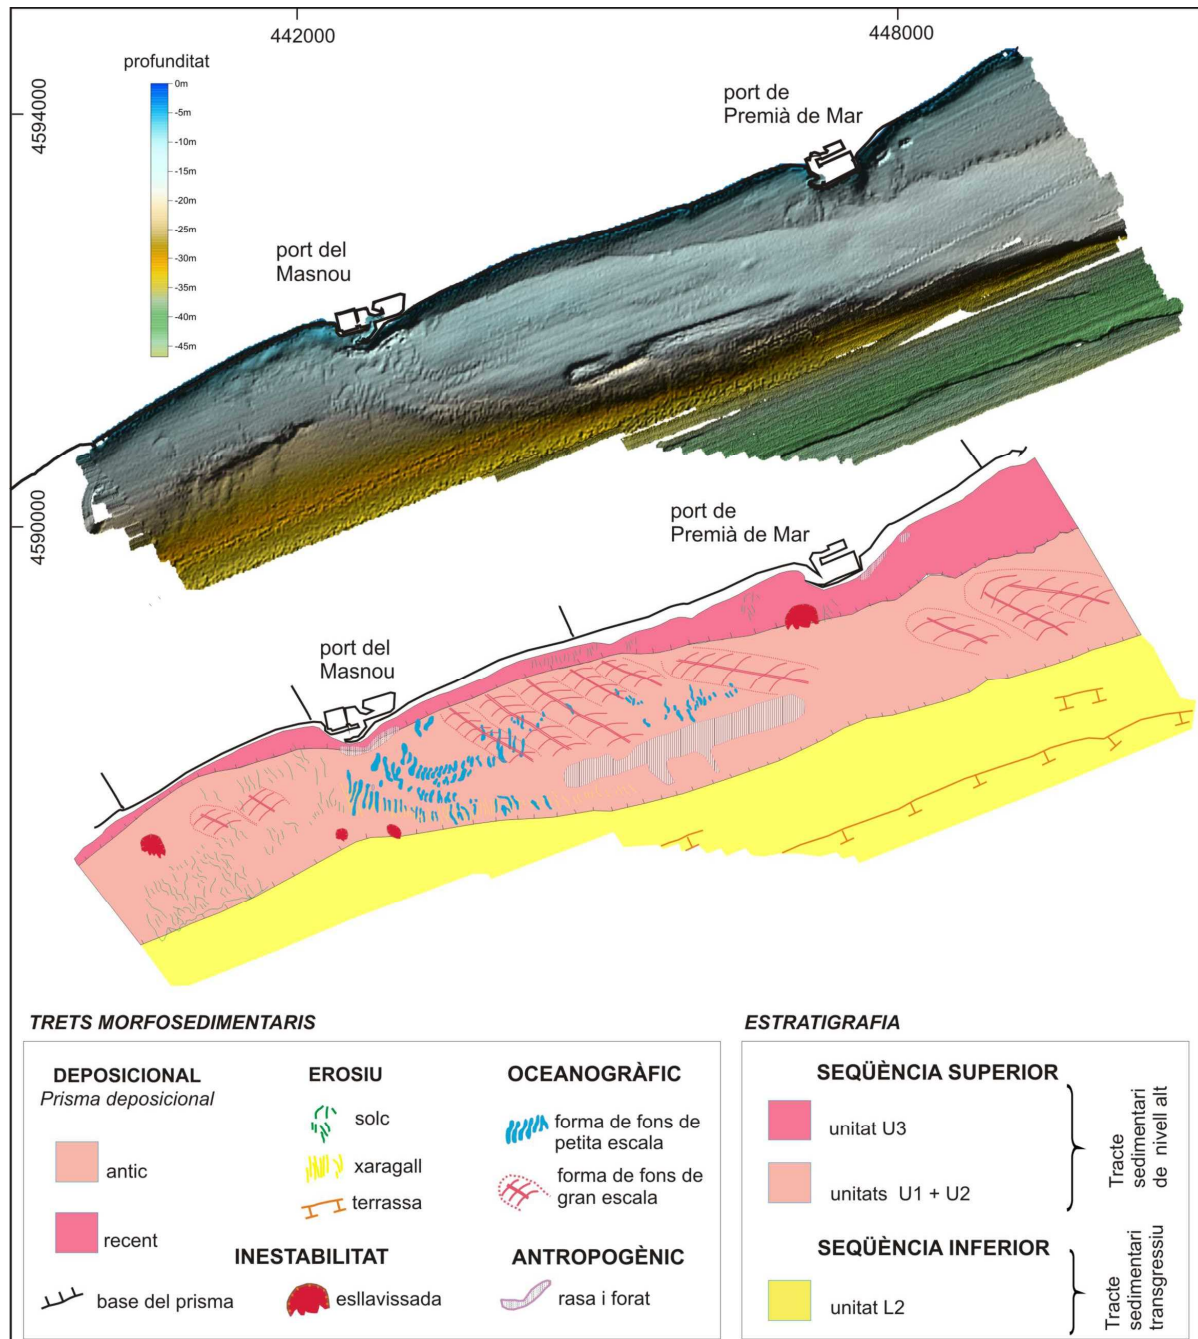 442000
448000
4594000
4590000
profunditat
0m
-5m
-10m
-15m
-20m
-25m
-30m
-35m
-40m
-45m
port de
Premià de Mar
port del
Masnou
port de
Premià de Mar
port del
Masnou
TRETS MORFOSEDIMENTARIS
DEPOSICIONAL
Prisma deposicional
antic
recent
base del prisma
EROSIU
solc
xaragall
terrassa
INESTABILITAT
esllavissada
OCEANOGRÀFIC
forma de fons de
petita escala
forma de fons de
gran escala
ANTROPOGÈNIC
rasa i forat
ESTRATIGRAFIA
SEQÜÈNCIA SUPERIOR
unitat U3
unitats U1 + U2
Tracte
sedimentari
de nivell alt
SEQÜÈNCIA INFERIOR
unitat L2
Tracte
sedimentari
transgressiu